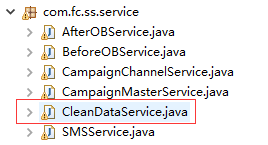 com.fc.ss.service
AfterOBService.java
BeforeOBService.java
CampaignChannelService.java
CampaignMasterService.java
CleanDataService.java
SMSService.java